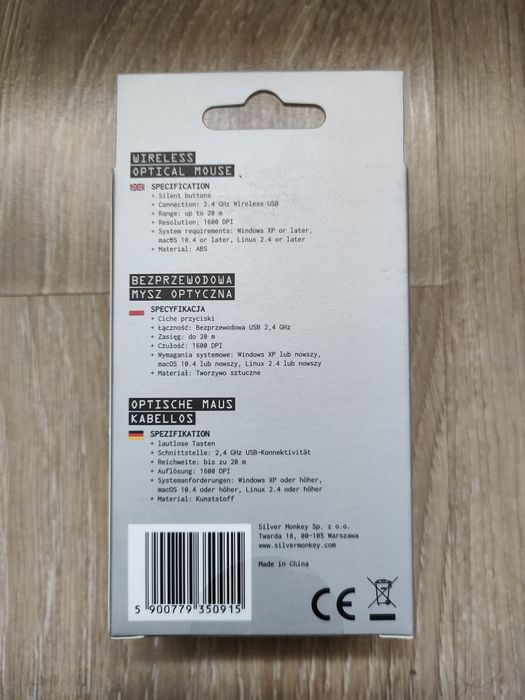 WIRELESS
OPTICAL MOUSE
SPECIFICATION
+ Silent buttons
+ Connection: 2.4 GHz Wireless USB
+ Range: up to 20 m
+ Resolution: 1600 DPI
+ System requirements: Windows XP or later,
macOS 10.4 or later, Linux 2.4 or later
+ Material: ABS
BEZPRZEWODOWA
MYSZ OPTYCZNA
SPECYFIKACJA
+ Ciche przyciski
+ Łączność: Bezprzewodowa USB 2,4 GHz
+ Zasięg: do 20 m
+ Czułość: 1600 DPI
+ Wymagania systemowe: Windows XP lub nowszy,
macOS 10.4 lub nowszy, Linux 2.4 lub nowszy
+ Materiał: Tworzywo sztuczne
OPTISCHE MAUS
KABELLOS
SPEZIFIKATION
+ lautlose Tasten
+ Schnittstelle: 2,4 GHz USB-Konnektivität
+ Reichweite: bis zu 20 m
+ Auflösung: 1600 DPI
+ Systemanforderungen: Windows XP oder höher,
macOS 10.4 oder höher, Linux 2.4 oder höher
+ Material: Kunststoff
Silver Monkey Sp. z o.o.
Twarda 18, 00-105 Warszawa
www.silvermonkey.com
Made in China
5 900779 350915
CE